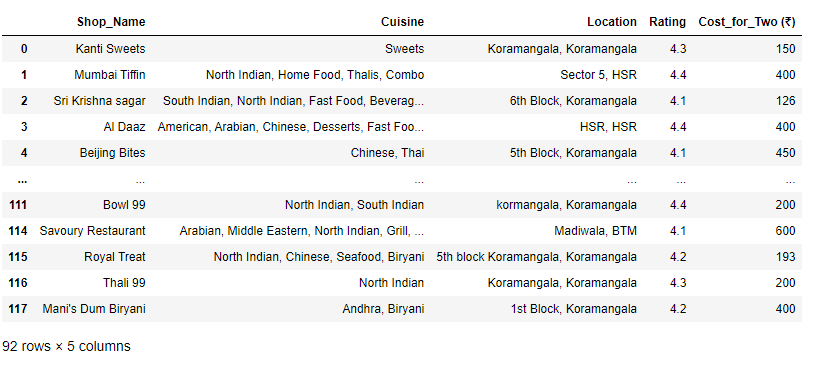 Shop_Name Cuisine Location Rating Cost_for_Two (₹)
0 Kanti Sweets Sweets Koramangala, Koramangala 4.3 150
1 Mumbai Tiffin North Indian, Home Food, Thalis, Combo Sector 5, HSR 4.4 400
2 Sri Krishna sagar South Indian, North Indian, Fast Food, Beverag... 6th Block, Koramangala 4.1 126
3 Al Daaz American, Arabian, Chinese, Desserts, Fast Foo... HSR, HSR 4.4 400
4 Beijing Bites Chinese, Thai 5th Block, Koramangala 4.1 450
... ... ... ... ... ...
111 Bowl 99 North Indian, South Indian kormangala, Koramangala 4.4 200
114 Savoury Restaurant Arabian, Middle Eastern, North Indian, Grill, ... Madiwala, BTM 4.1 600
115 Royal Treat North Indian, Chinese, Seafood, Biryani 5th block Koramangala, Koramangala 4.2 193
116 Thali 99 North Indian Koramangala, Koramangala 4.3 200
117 Mani's Dum Biryani Andhra, Biryani 1st Block, Koramangala 4.2 400
92 rows × 5 columns